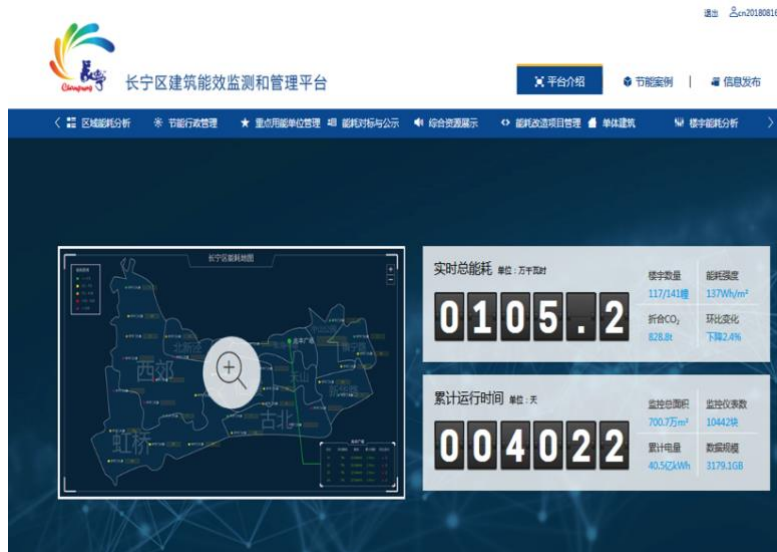 退出 cn20180816
长宁
Changning
长宁区建筑能效监测和管理平台
平台介绍 节能案例 | 信息发布
区域能耗分析 节能行政管理 重点用能单位管理 能耗对标与公示 综合资源展示 能耗改造项目管理 单体建筑 楼宇能耗分析
长宁区能耗地图
西郊
天山
古北
虹桥
实时总能耗 单位：万千瓦时
0105.2
楼宇数量 能耗强度
117/141幢 137Wh/m²
折合CO₂ 环比变化
828.8t 下降2.4%
累计运行时间 单位：天
004022
监控总面积 监控仪表数
700.7万m² 10442块
累计电量 数据规模
40.5亿kWh 3179.1GB